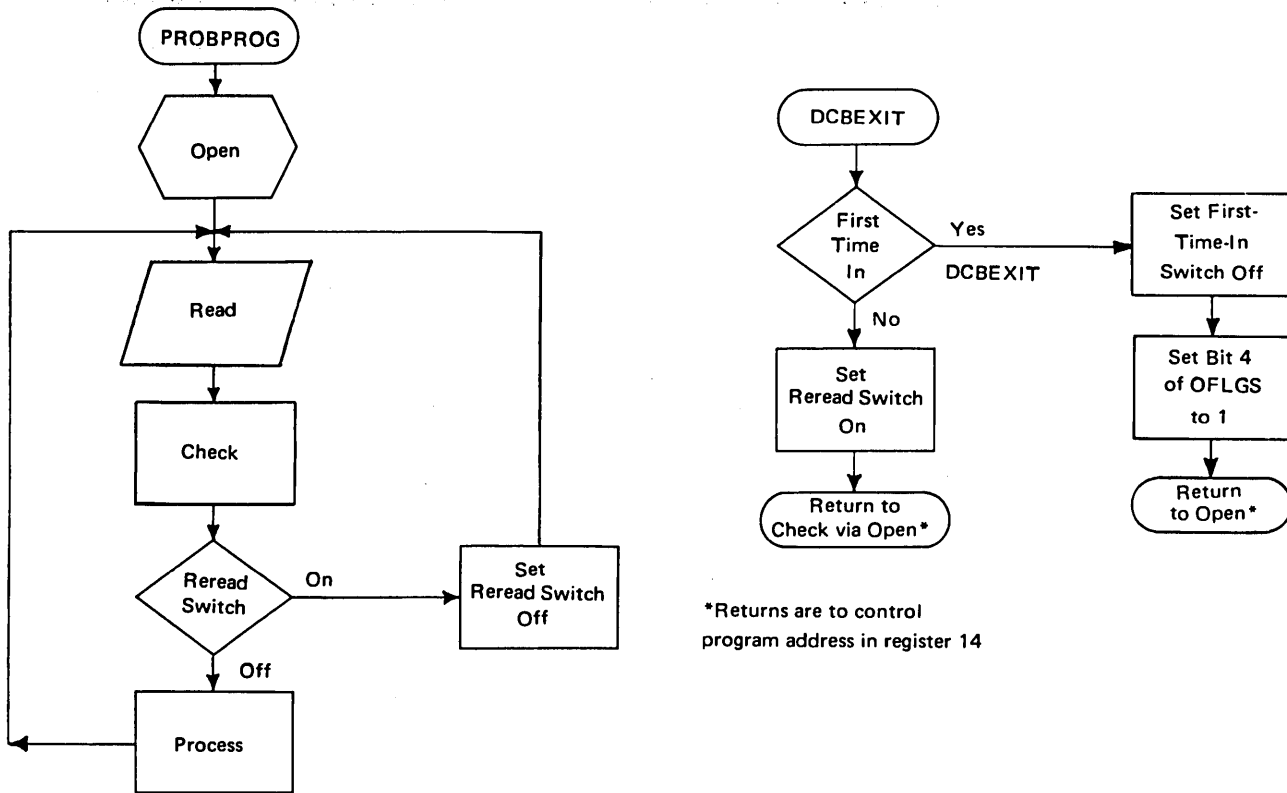 PROBPROG
Open
Read
Check
Reread
Switch
On
Set
Reread Switch
Off
Off
Process
DCBEXIT
First
Time
In
Yes
DCBEXIT
No
Set First-
Time-In
Switch Off
Set
Reread Switch
On
Set Bit 4
of OFLGS
to 1
Return to
Check via Open*
Return
to Open*
*Returns are to control
program address in register 14